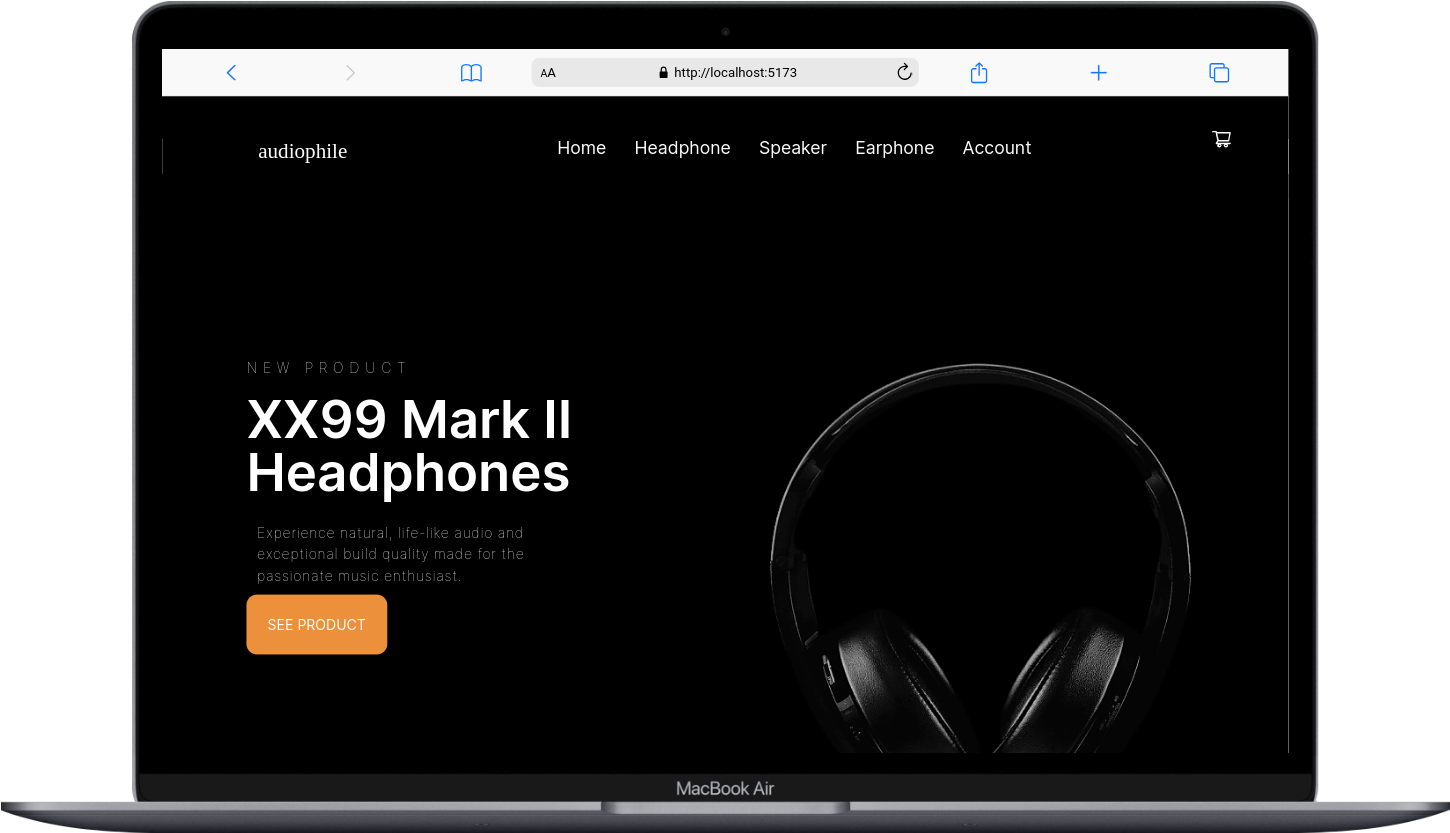 AA http://localhost:5173
audiophile Home Headphone Speaker Earphone Account
NEW PRODUCT
XX99 Mark II
Headphones
Experience natural, life-like audio and
exceptional build quality made for the
passionate music enthusiast.
SEE PRODUCT
MacBook Air